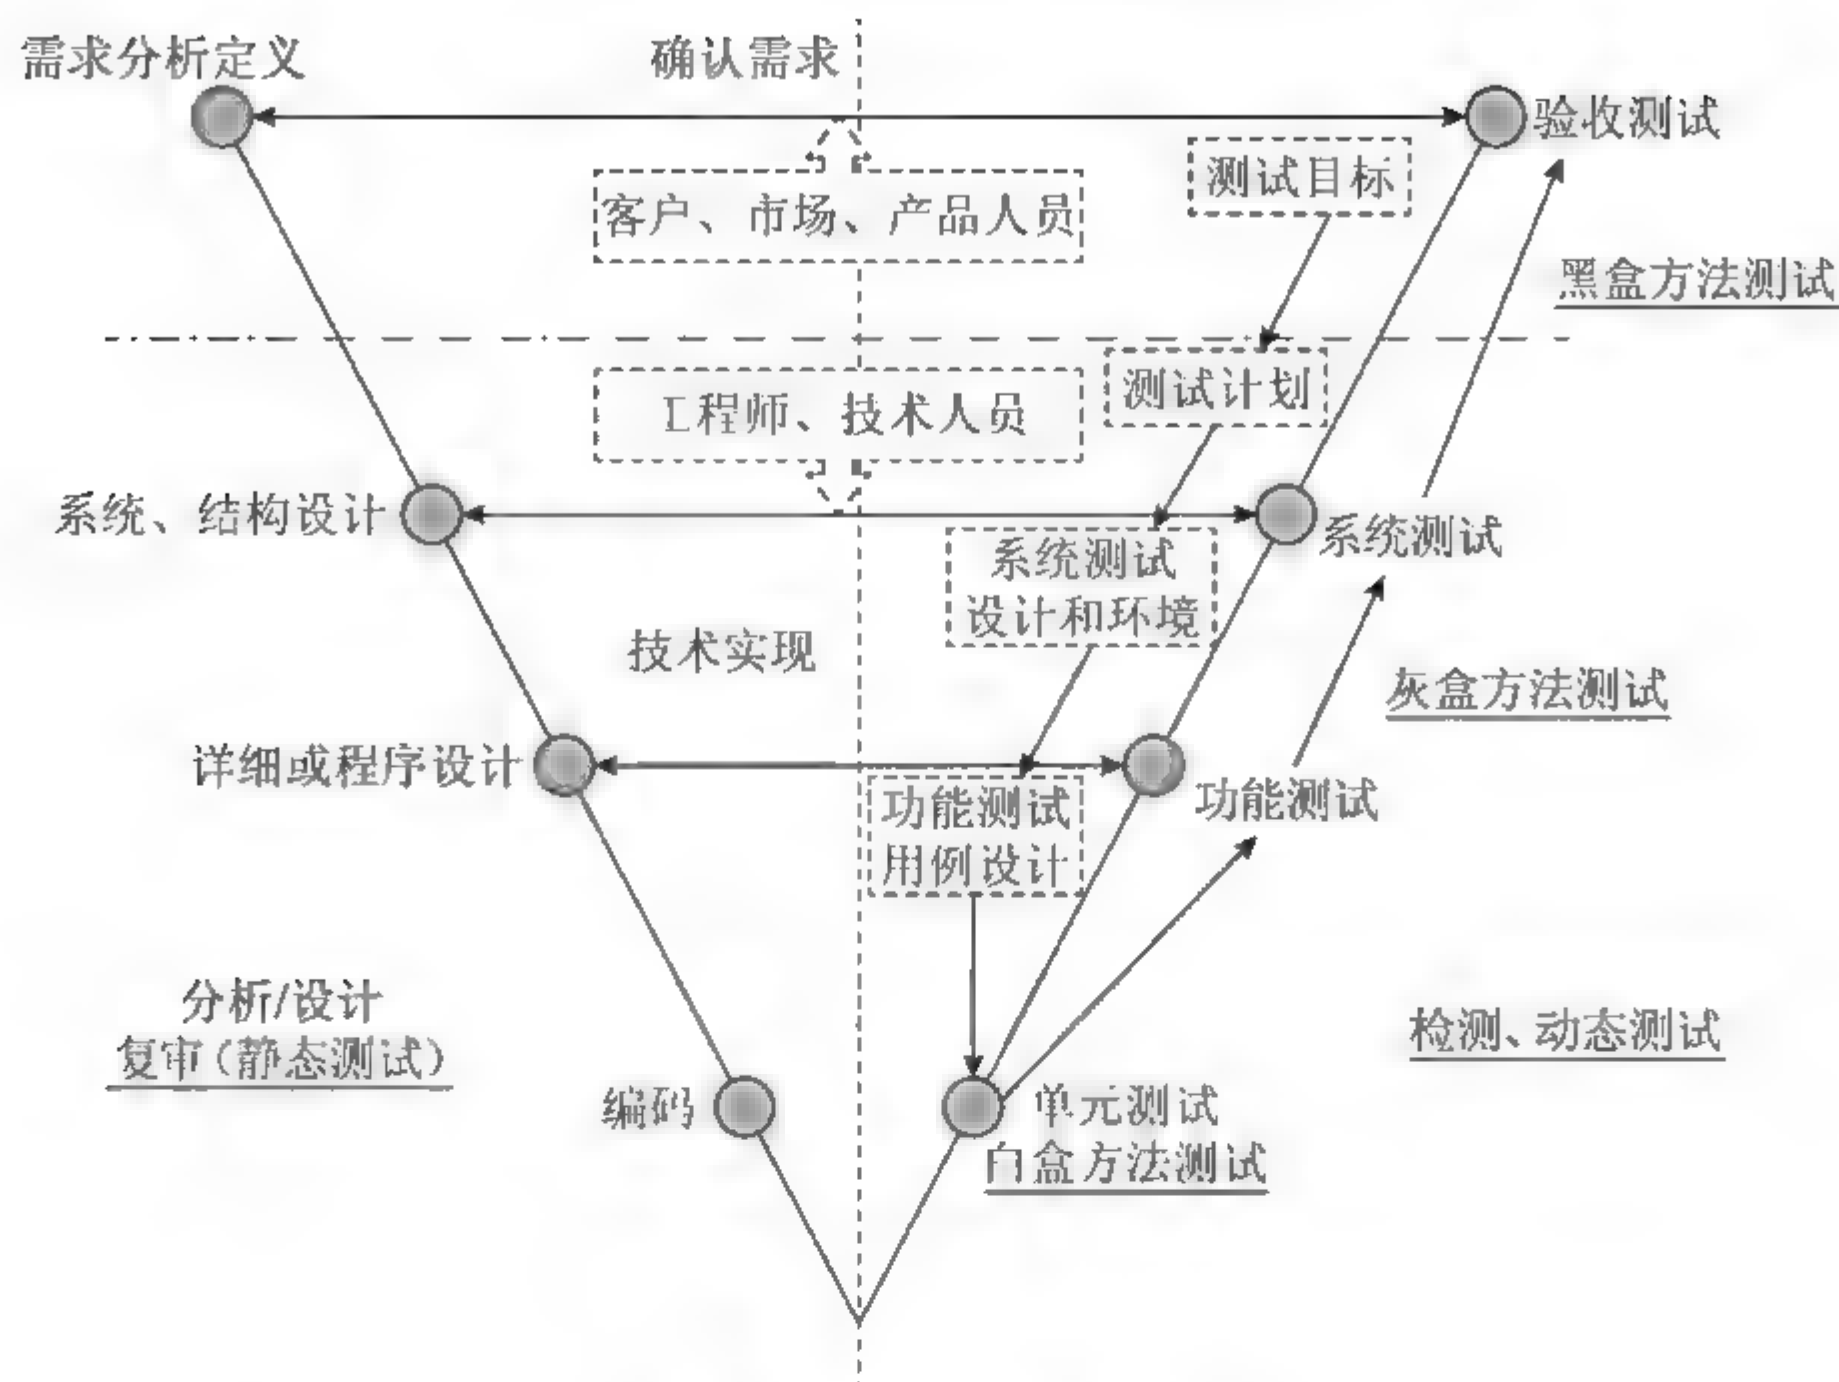 需求分析定义
确认需求
验收测试
测试目标
客户、市场、产品人员
黑盒方法测试
工程师、技术人员
测试计划
系统、结构设计
系统测试
系统测试
设计和环境
技术实现
灰盒方法测试
详细或程序设计
功能测试
用例设计
功能测试
分析/设计
复审(静态测试)
检测、动态测试
编码
单元测试
白盒方法测试